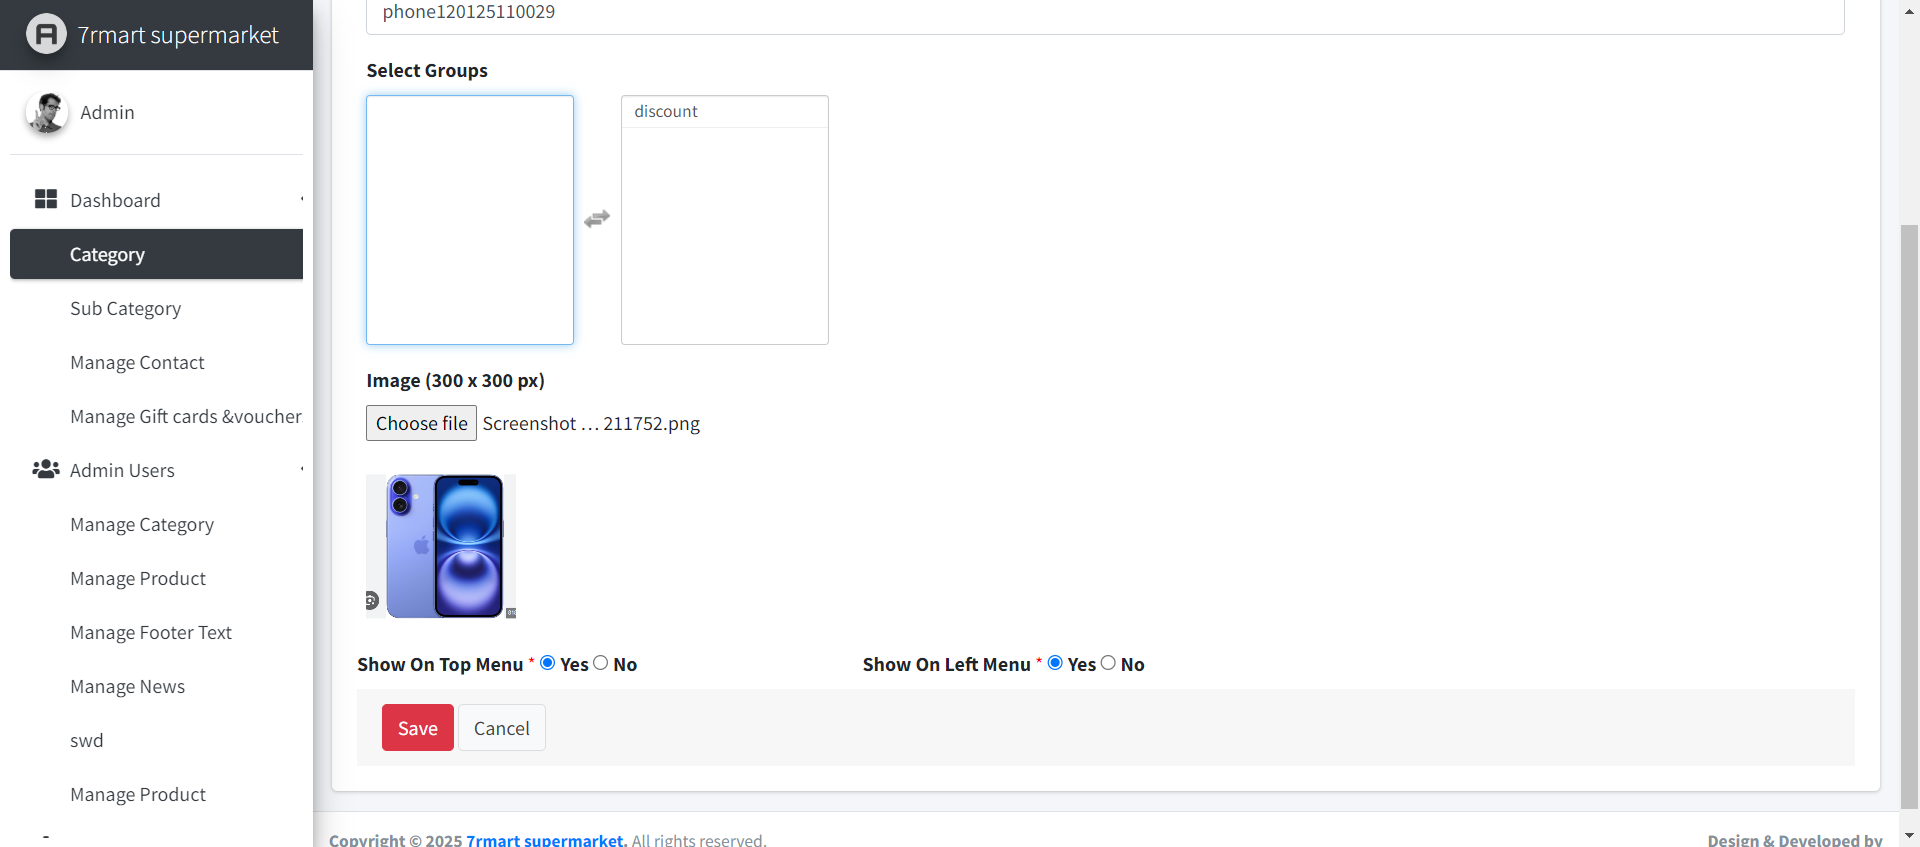 7rmart supermarket
Admin
Dashboard
Category
Sub Category
Manage Contact
Manage Gift cards &voucher
Admin Users
Manage Category
Manage Product
Manage Footer Text
Manage News
swd
Manage Product
phone120125110029
Select Groups
discount
Image (300 x 300 px)
Choose file Screenshot ... 211752.png
Show On Top Menu * Yes No
Show On Left Menu * Yes No
Save Cancel
Copyright © 2025 7rmart supermarket. All rights reserved.
Design & Developed by